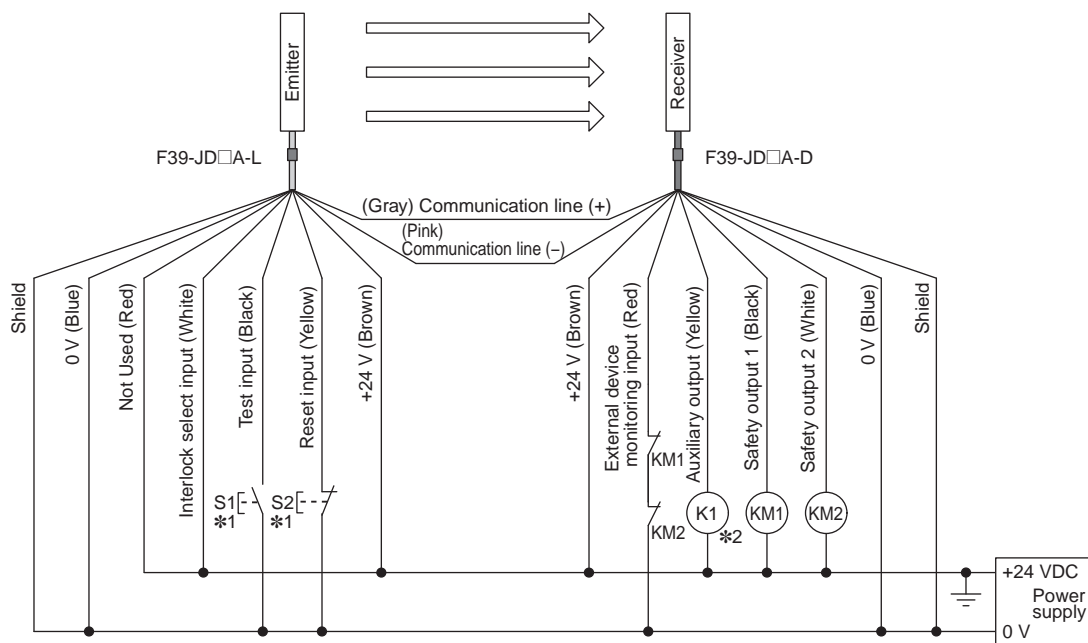 Emitter
Receiver
F39-JD□A-L
F39-JD□A-D
(Gray) Communication line (+)
(Pink)
Communication line (–)
Shield
0 V (Blue)
Not Used (Red)
Interlock select input (White)
Test input (Black)
Reset input (Yellow)
+24 V (Brown)
+24 V (Brown)
External device
monitoring input (Red)
Auxiliary output (Yellow)
Safety output 1 (Black)
Safety output 2 (White)
0 V (Blue)
Shield
S1
*1
S2
*1
KM1
KM2
K1
*2
KM1
KM2
+24 VDC
Power
supply
0 V